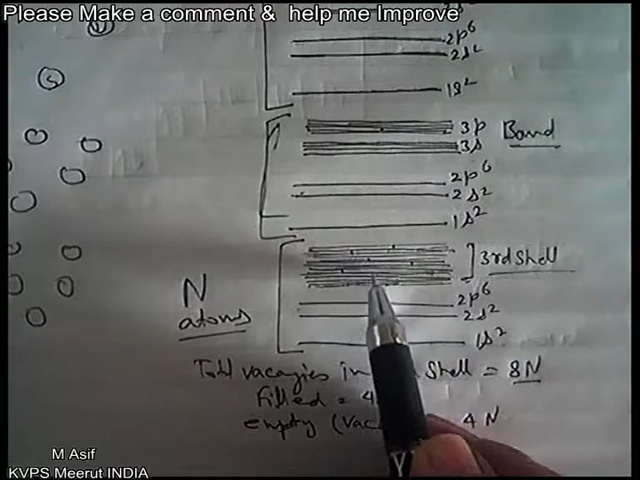 Please Make a comment & help me Improve
2p⁶
2s²
1s²
3p Band
3s
2p⁶
2s²
1s²
3rd Shell
N
atoms
2p⁶
2s²
1s²
Total vacancies in Shell = 8N
filled = 4
empty (Vac 4N
M Asif
KVPS Meerut INDIA